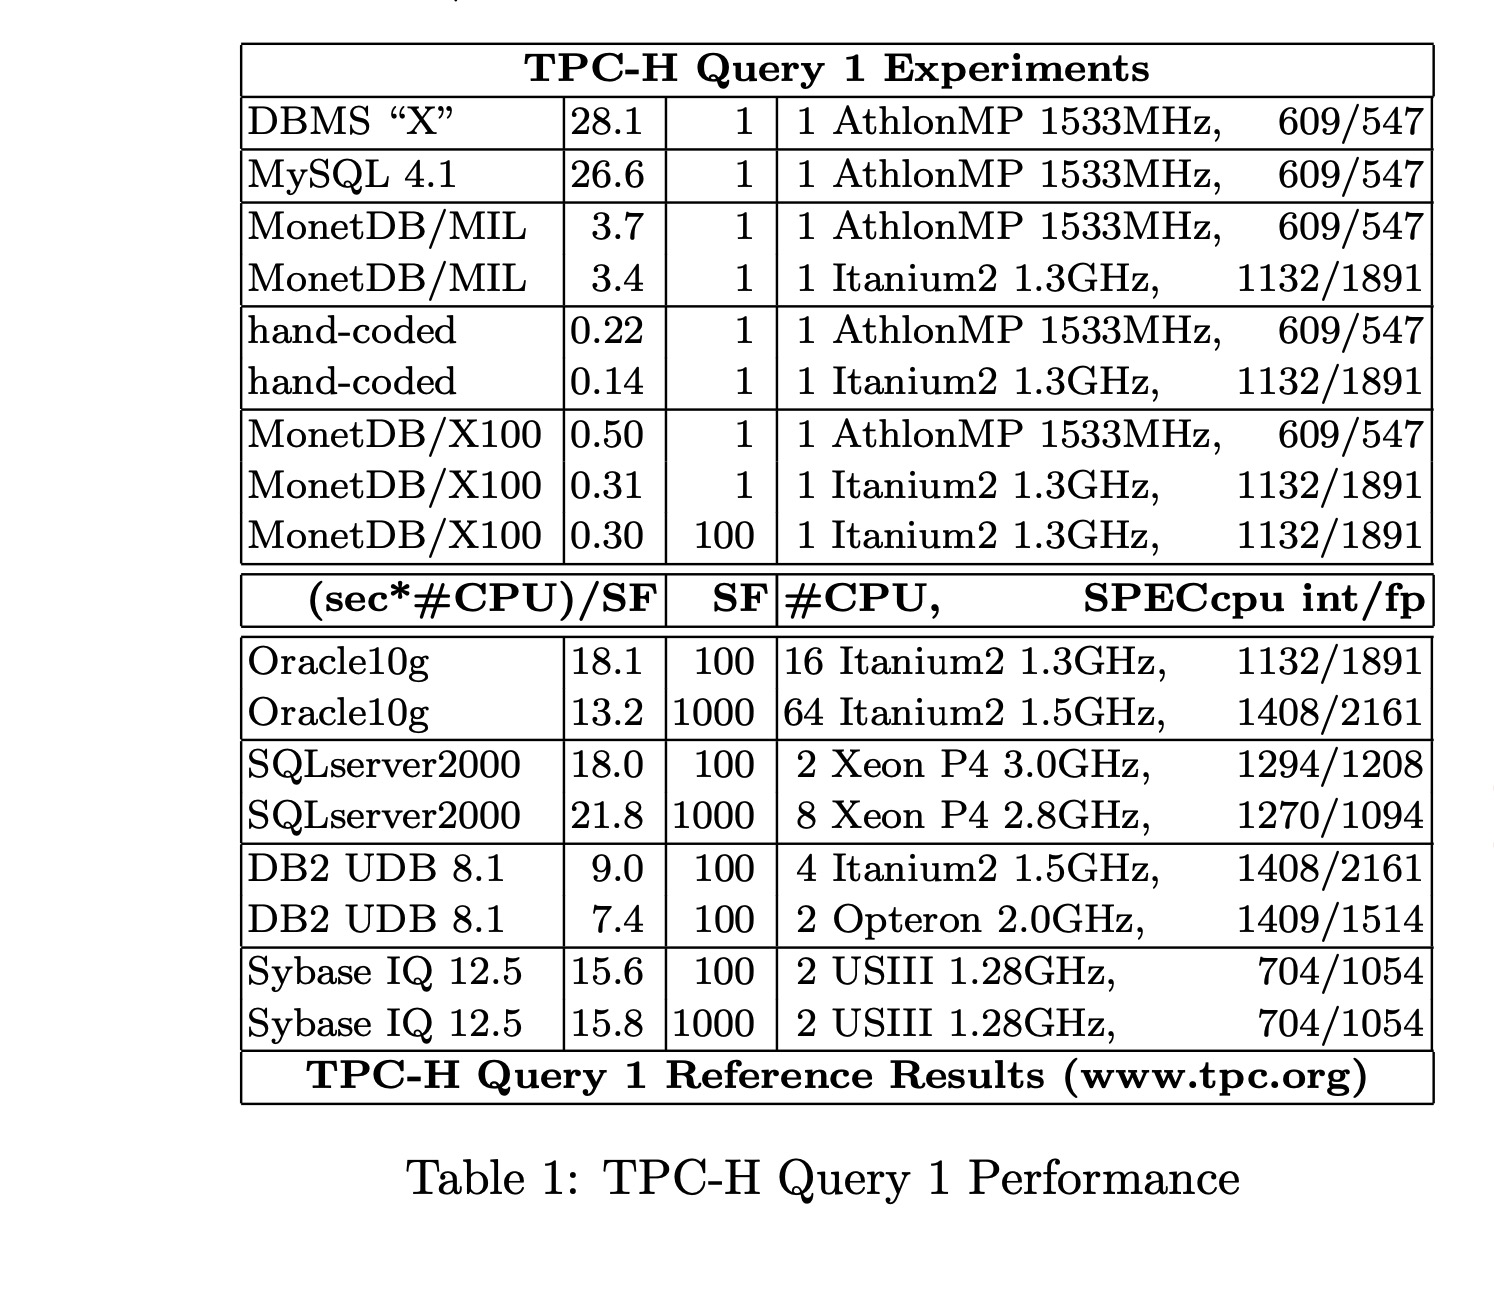 TPC-H Query 1 Experiments
DBMS “X” 28.1 1 1 AthlonMP 1533MHz, 609/547
MySQL 4.1 26.6 1 1 AthlonMP 1533MHz, 609/547
MonetDB/MIL 3.7 1 1 AthlonMP 1533MHz, 609/547
MonetDB/MIL 3.4 1 1 Itanium2 1.3GHz, 1132/1891
hand-coded 0.22 1 1 AthlonMP 1533MHz, 609/547
hand-coded 0.14 1 1 Itanium2 1.3GHz, 1132/1891
MonetDB/X100 0.50 1 1 AthlonMP 1533MHz, 609/547
MonetDB/X100 0.31 1 1 Itanium2 1.3GHz, 1132/1891
MonetDB/X100 0.30 100 1 Itanium2 1.3GHz, 1132/1891
(sec*#CPU)/SF SF #CPU, SPECcpu int/fp
Oracle10g 18.1 100 16 Itanium2 1.3GHz, 1132/1891
Oracle10g 13.2 1000 64 Itanium2 1.5GHz, 1408/2161
SQLserver2000 18.0 100 2 Xeon P4 3.0GHz, 1294/1208
SQLserver2000 21.8 1000 8 Xeon P4 2.8GHz, 1270/1094
DB2 UDB 8.1 9.0 100 4 Itanium2 1.5GHz, 1408/2161
DB2 UDB 8.1 7.4 100 2 Opteron 2.0GHz, 1409/1514
Sybase IQ 12.5 15.6 100 2 USIII 1.28GHz, 704/1054
Sybase IQ 12.5 15.8 1000 2 USIII 1.28GHz, 704/1054
TPC-H Query 1 Reference Results (www.tpc.org)
Table 1: TPC-H Query 1 Performance